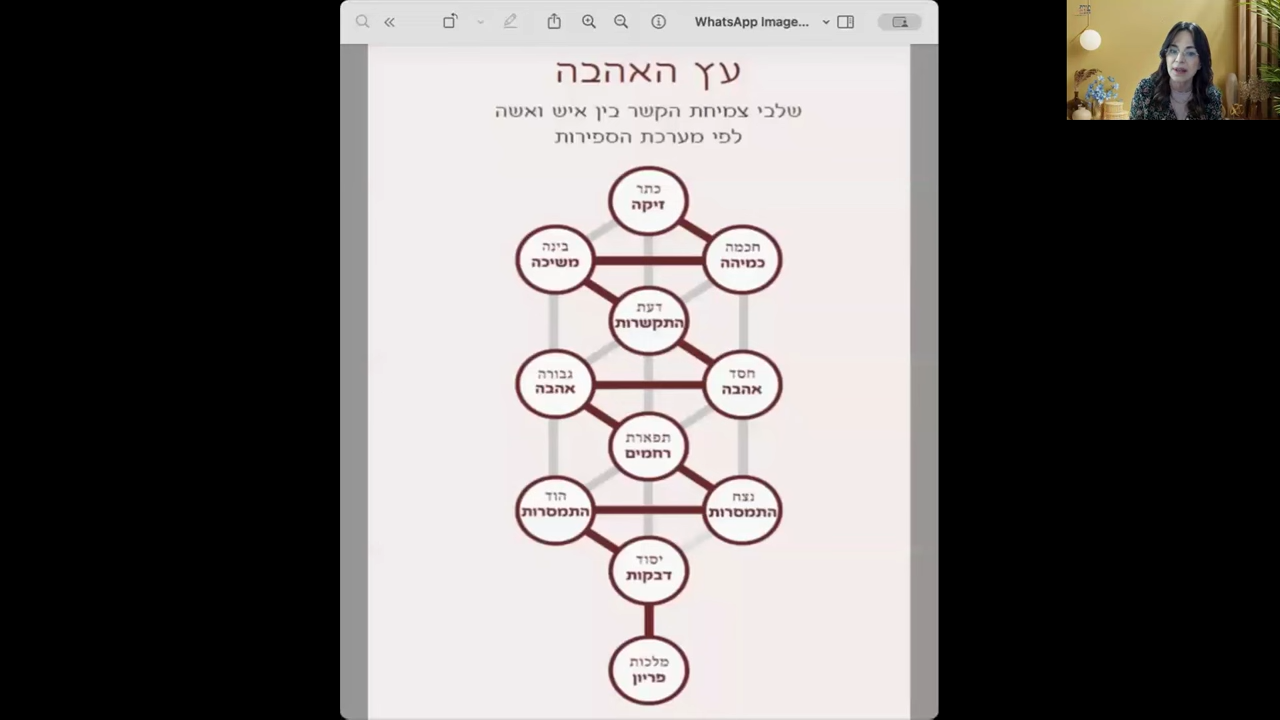 WhatsApp Image...
עץ האהבה
שלבי צמיחת הקשר בין איש ואשה
לפי מערכת הספירות
כתר
זיקה
חכמה
כמיהה
בינה
משיכה
דעת
התקשרות
חסד
אהבה
גבורה
אהבה
תפארת
רחמים
נצח
התמסרות
הוד
התמסרות
יסוד
דבקות
מלכות
פריון